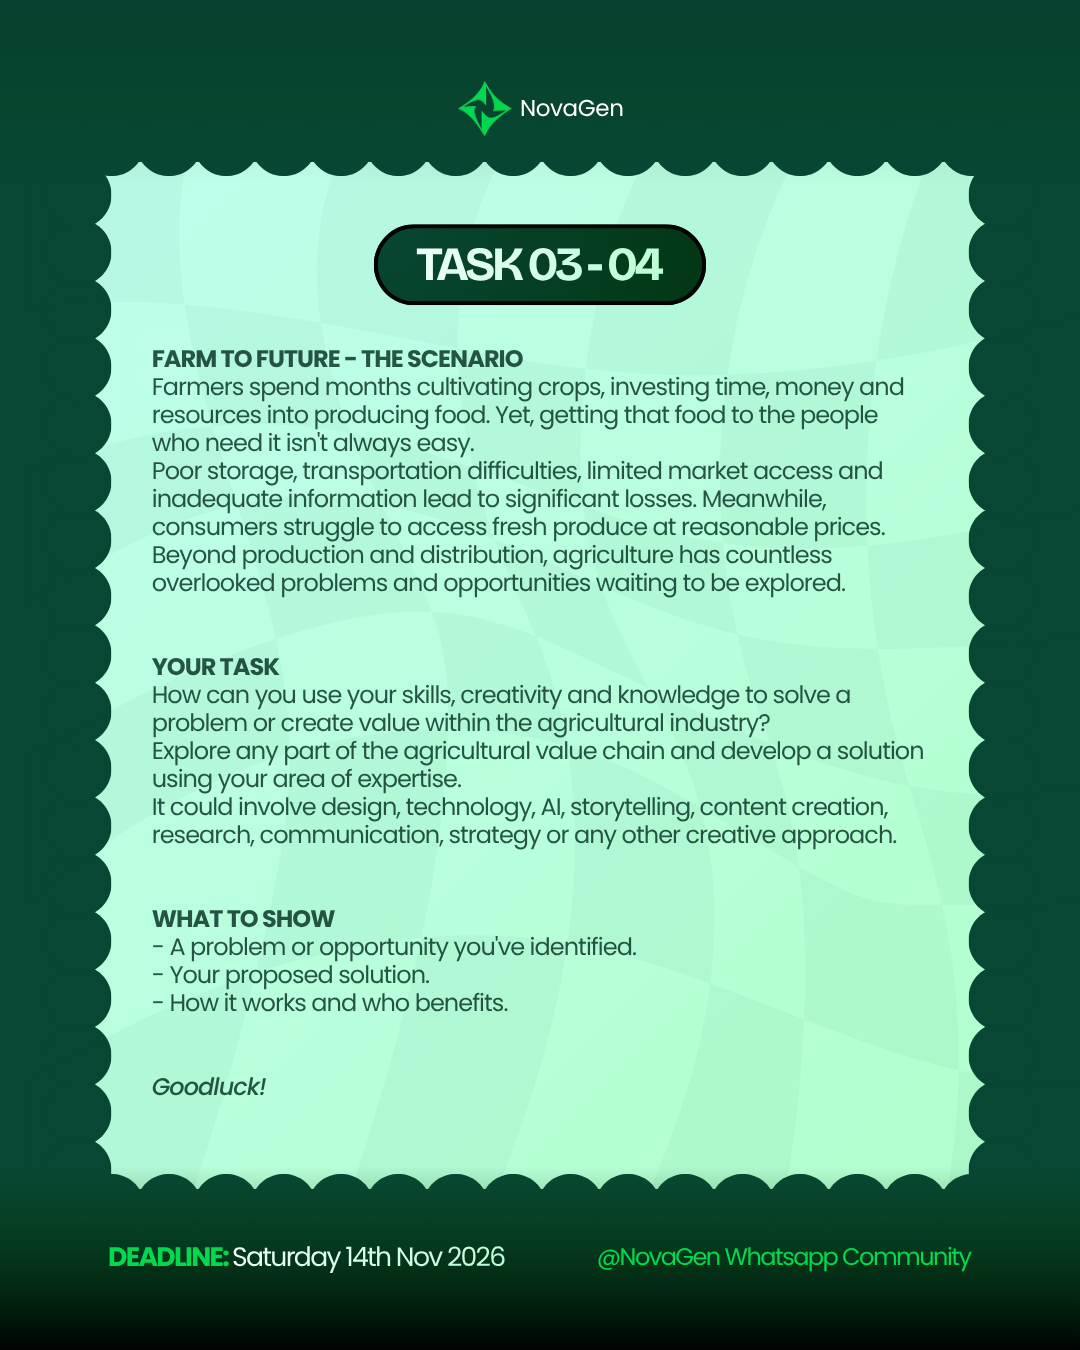 NovaGen
TASK 03 - 04
FARM TO FUTURE – THE SCENARIO
Farmers spend months cultivating crops, investing time, money and
resources into producing food. Yet, getting that food to the people
who need it isn't always easy.
Poor storage, transportation difficulties, limited market access and
inadequate information lead to significant losses. Meanwhile,
consumers struggle to access fresh produce at reasonable prices.
Beyond production and distribution, agriculture has countless
overlooked problems and opportunities waiting to be explored.
YOUR TASK
How can you use your skills, creativity and knowledge to solve a
problem or create value within the agricultural industry?
Explore any part of the agricultural value chain and develop a solution
using your area of expertise.
It could involve design, technology, AI, storytelling, content creation,
research, communication, strategy or any other creative approach.
WHAT TO SHOW
- A problem or opportunity you've identified.
- Your proposed solution.
- How it works and who benefits.
Goodluck!
DEADLINE: Saturday 14th Nov 2026
@NovaGen Whatsapp Community